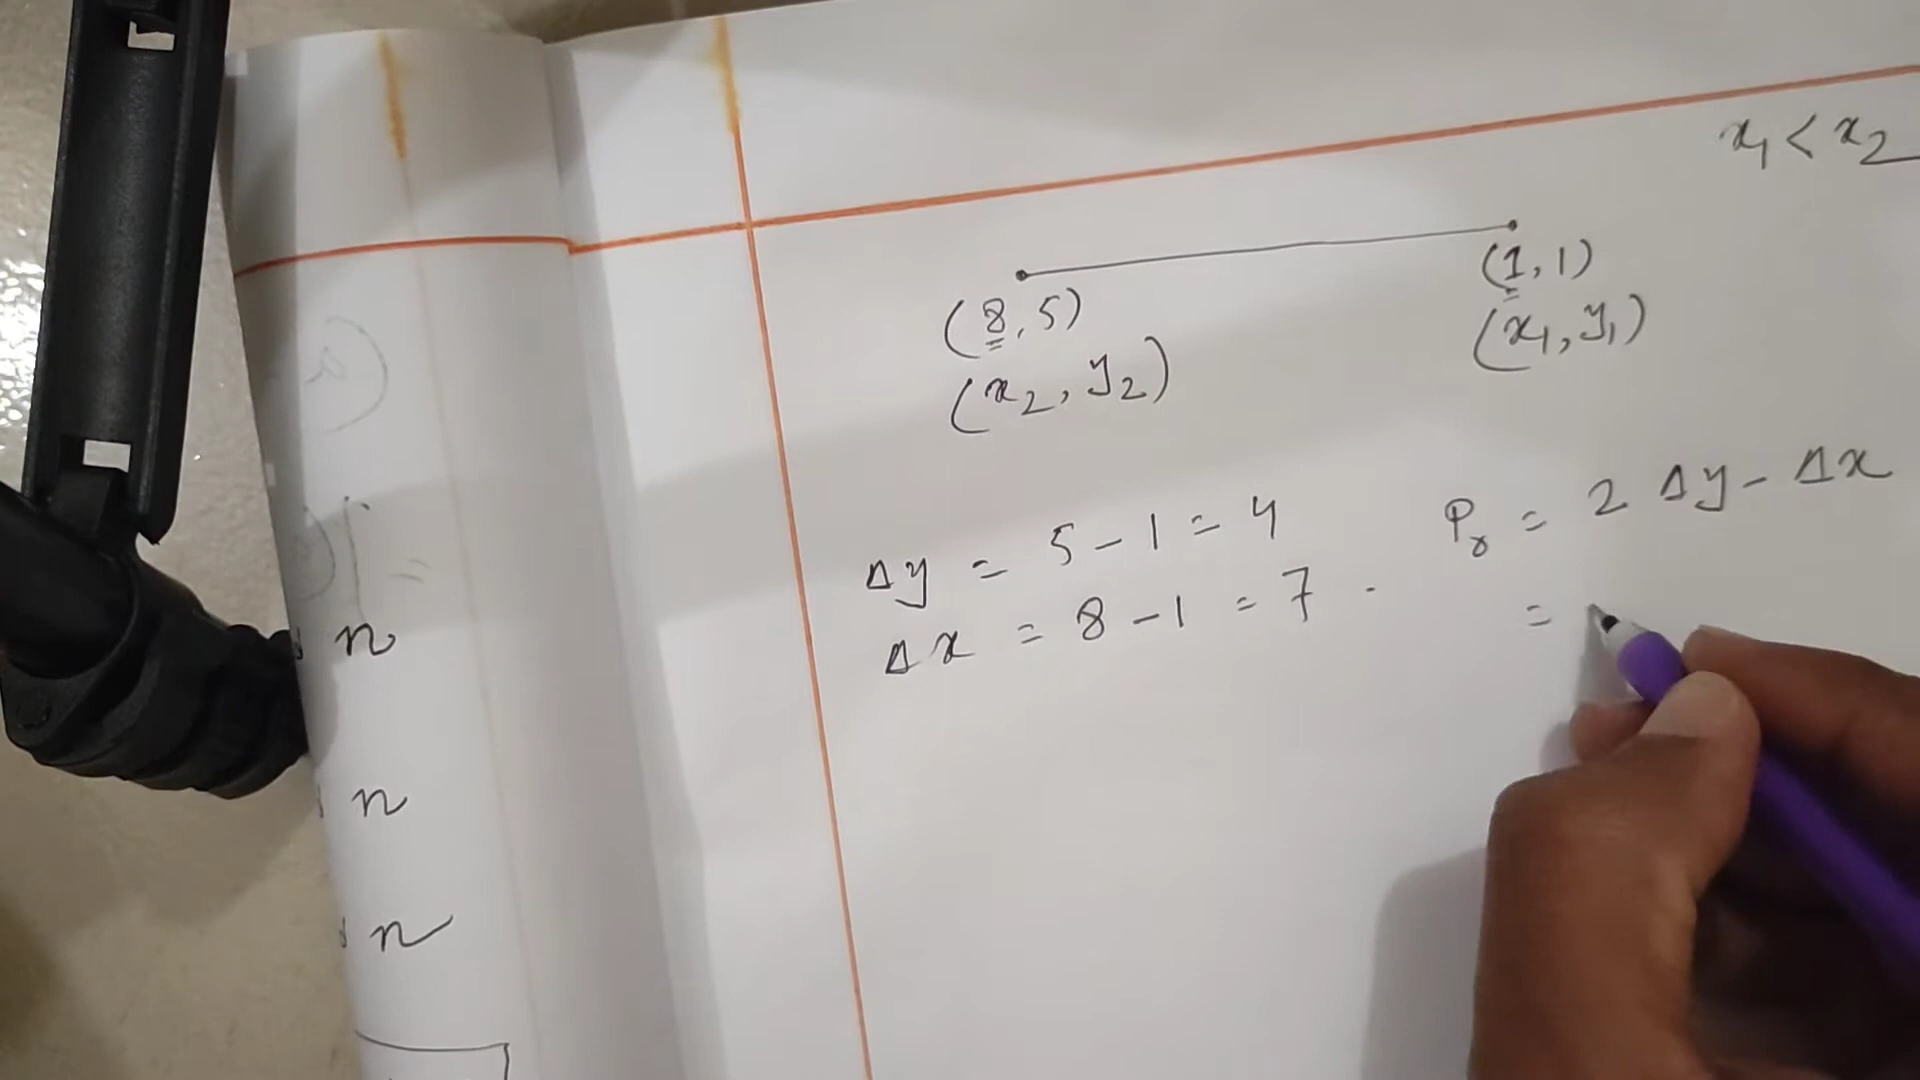 x₁ < x₂
(8, 5)
(1, 1)
(x₂, y₂)
(x₁, y₁)
Δy = 5 - 1 = 4
Δx = 8 - 1 = 7 .
Pᵣ = 2 Δy - Δx
=
n
n
n